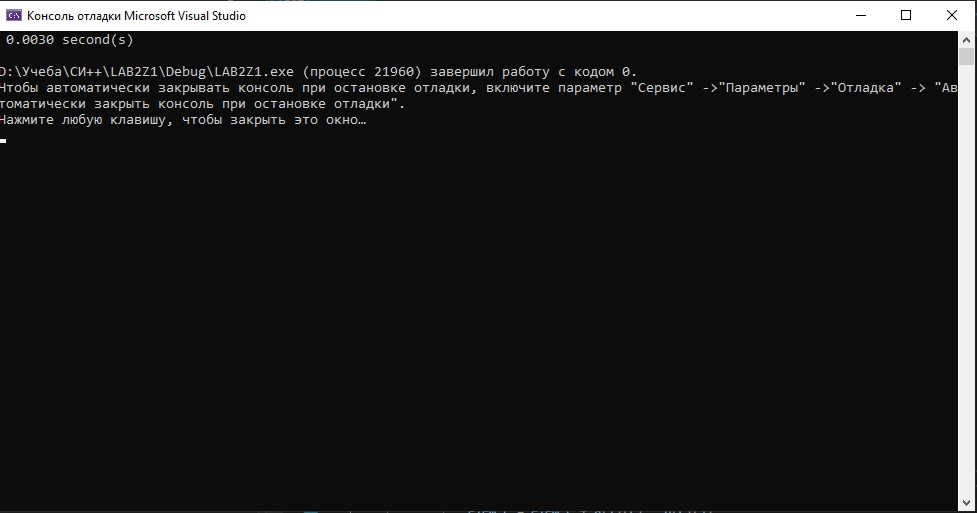 Консоль отладки Microsoft Visual Studio
0.0030 second(s)
D:\Учеба\СИ++\LAB2Z1\Debug\LAB2Z1.exe (процесс 21960) завершил работу с кодом 0.
Чтобы автоматически закрывать консоль при остановке отладки, включите параметр "Сервис" ->"Параметры" ->"Отладка" -> "Ав
томатически закрыть консоль при остановке отладки".
Нажмите любую клавишу, чтобы закрыть это окно…